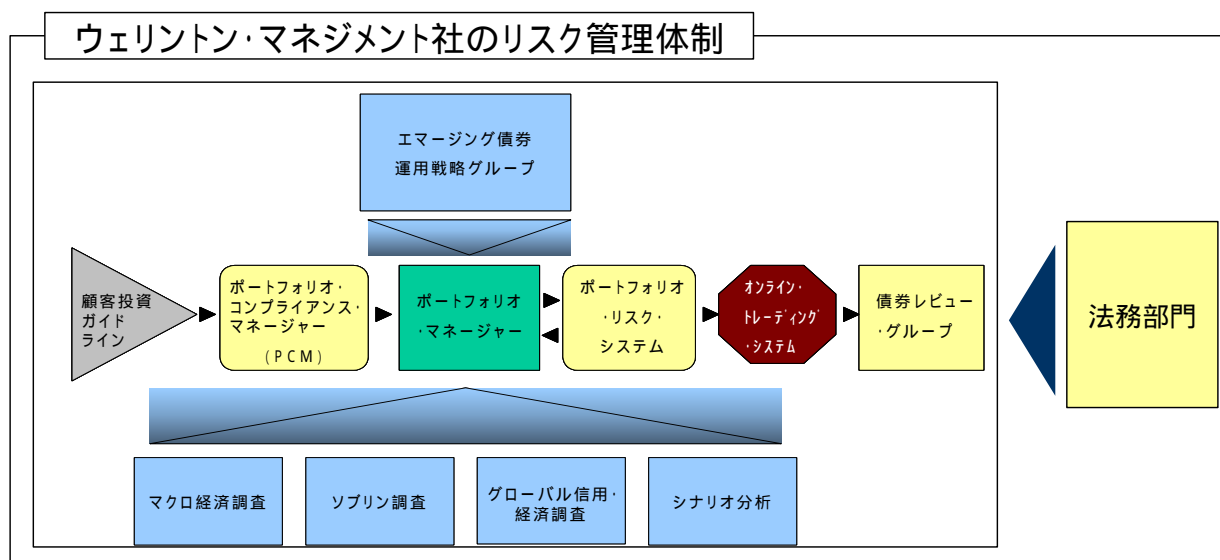 ウェリントン・マネジメント社のリスク管理体制
エマージング債券
運用戦略グループ
顧客投資
ガイド
ライン
ポートフォリオ・
コンプライアンス・
マネージャー
(PCM)
ポートフォリオ
・マネージャー
ポートフォリオ
・リスク・
システム
オンライン・
トレーディング
・システム
債券レビュー
・グループ
法務部門
マクロ経済調査
ソブリン調査
グローバル信用・
経済調査
シナリオ分析